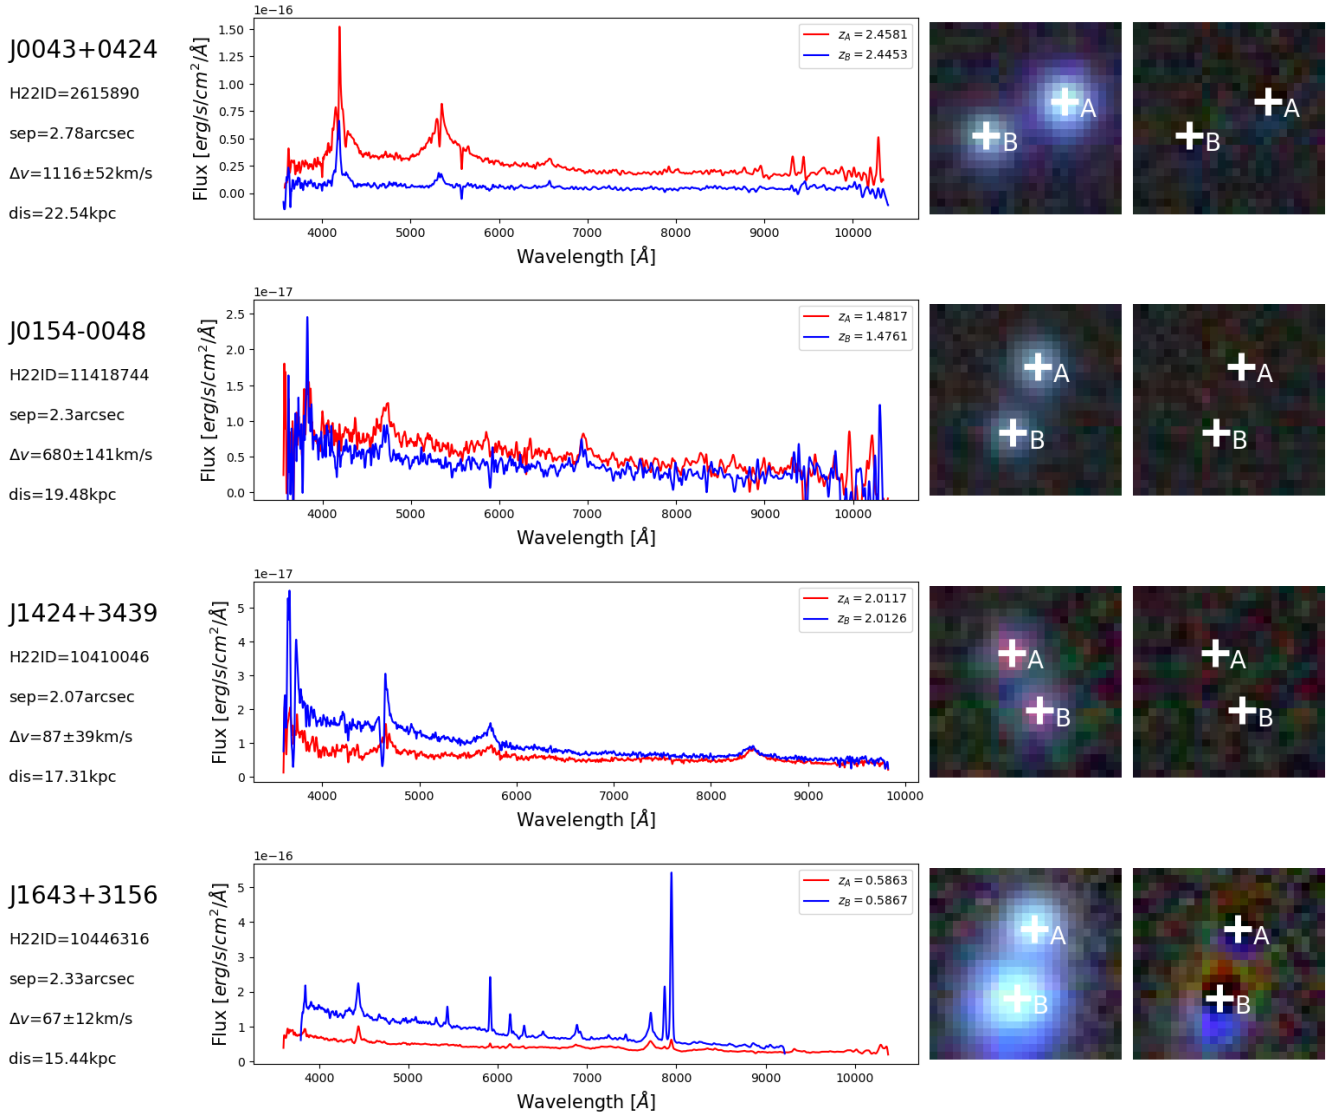 J0043+0424
H22ID=2615890
sep=2.78arcsec
Δv=1116±52km/s
dis=22.54kpc
1e−16
Flux [erg/s/cm²/Å]
1.50
1.25
1.00
0.75
0.50
0.25
0.00
z_A = 2.4581
z_B = 2.4453
4000 5000 6000 7000 8000 9000 10000
Wavelength [Å]
A
B
A
B
J0154-0048
H22ID=11418744
sep=2.3arcsec
Δv=680±141km/s
dis=19.48kpc
1e−17
Flux [erg/s/cm²/Å]
2.5
2.0
1.5
1.0
0.5
0.0
z_A = 1.4817
z_B = 1.4761
4000 5000 6000 7000 8000 9000 10000
Wavelength [Å]
A
B
A
B
J1424+3439
H22ID=10410046
sep=2.07arcsec
Δv=87±39km/s
dis=17.31kpc
1e−17
Flux [erg/s/cm²/Å]
5
4
3
2
1
0
z_A = 2.0117
z_B = 2.0126
4000 5000 6000 7000 8000 9000 10000
Wavelength [Å]
A
B
A
B
J1643+3156
H22ID=10446316
sep=2.33arcsec
Δv=67±12km/s
dis=15.44kpc
1e−16
Flux [erg/s/cm²/Å]
5
4
3
2
1
0
z_A = 0.5863
z_B = 0.5867
4000 5000 6000 7000 8000 9000 10000
Wavelength [Å]
A
B
A
B